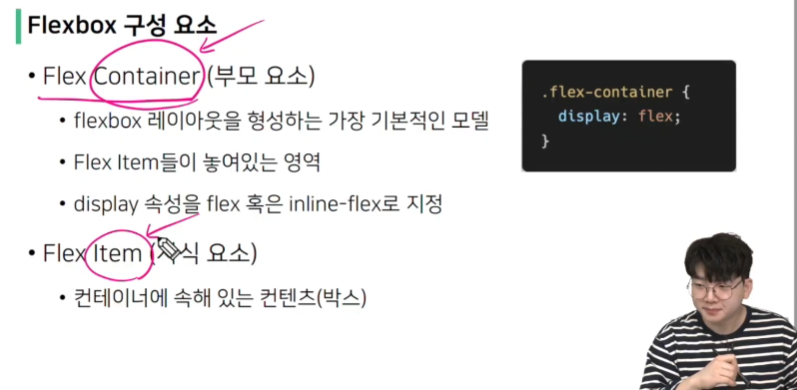 Flexbox 구성 요소
• Flex Container (부모 요소)
• flexbox 레이아웃을 형성하는 가장 기본적인 모델
• Flex Item들이 놓여있는 영역
• display 속성을 flex 혹은 inline-flex로 지정
• Flex Item (자식 요소)
• 컨테이너에 속해 있는 컨텐츠(박스)
.flex-container {
display: flex;
}